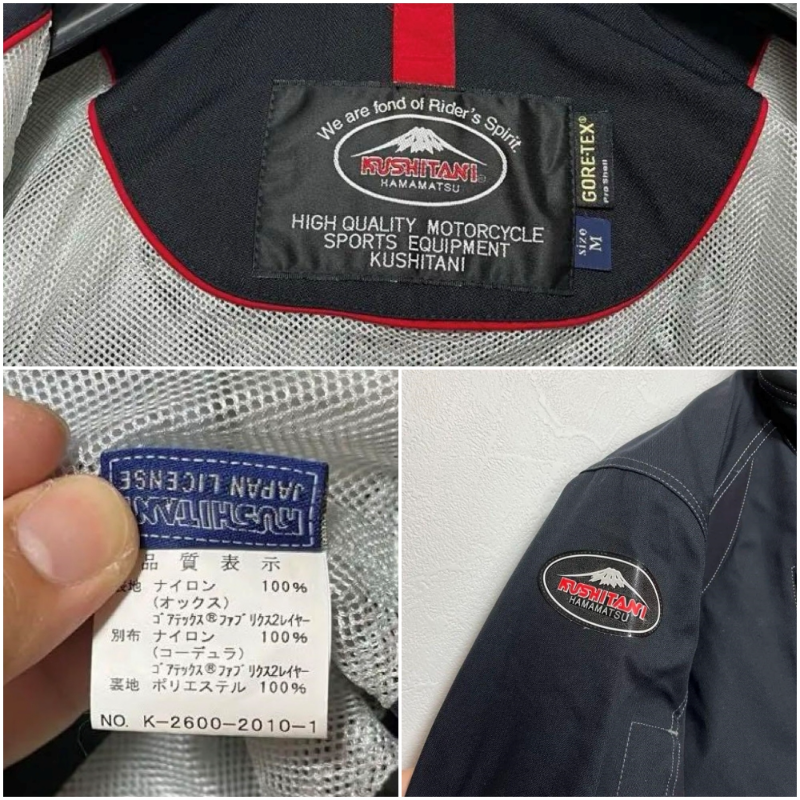 We are fond of Rider's Spirit.
KUSHITANI
HAMAMATSU
HIGH QUALITY MOTORCYCLE
SPORTS EQUIPMENT
KUSHITANI
GORE-TEX®
Pro Shell
size
M
KUSHITANI
JAPAN LICENSE
品質表示
表地 ナイロン 100%
(オックス)
ゴアテックス®ファブリクス2レイヤー
別布 ナイロン 100%
(コーデュラ)
ゴアテックス®ファブリクス2レイヤー
裏地 ポリエステル 100%
NO. K-2600-2010-1
KUSHITANI
HAMAMATSU